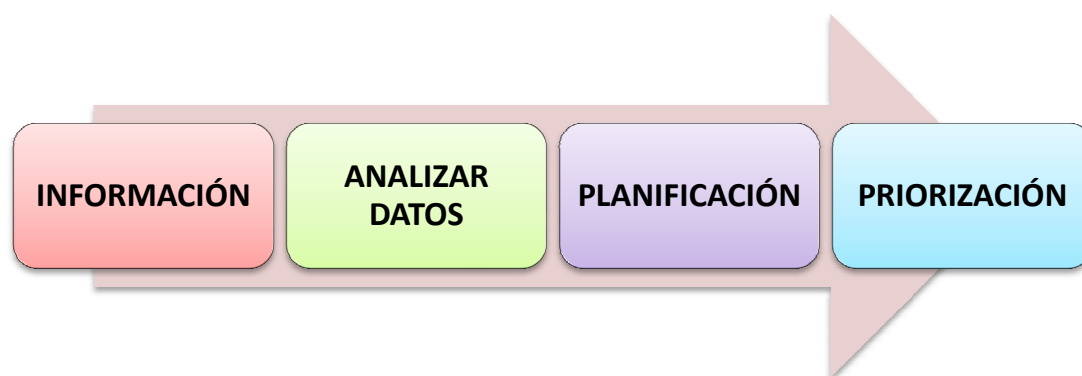 INFORMACIÓN
ANALIZAR
DATOS
PLANIFICACIÓN
PRIORIZACIÓN